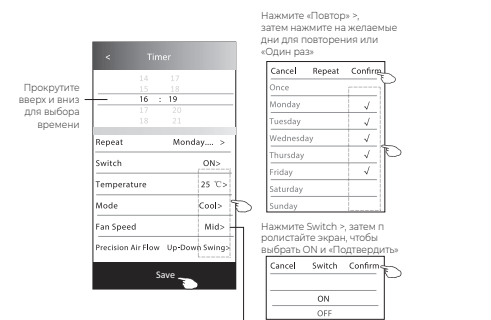 Прокрутите
вверх и вниз
для выбора
времени
< Timer
14 17
15 18
16 : 19
17 20
18 21
Repeat Monday.... >
Switch ON>
Temperature 25 ℃>
Mode Cool>
Fan Speed Mid>
Precision Air Flow Up-Down Swing>
Save
Нажмите «Повтор» >,
затем нажмите на желаемые
дни для повторения или
«Один раз»
Cancel Repeat Confirm
Once
Monday √
Tuesday √
Wednesday √
Thursday √
Friday √
Saturday
Sunday
Нажмите Switch >, затем п
ролистайте экран, чтобы
выбрать ON и «Подтвердить»
Cancel Switch Confirm
ON
OFF